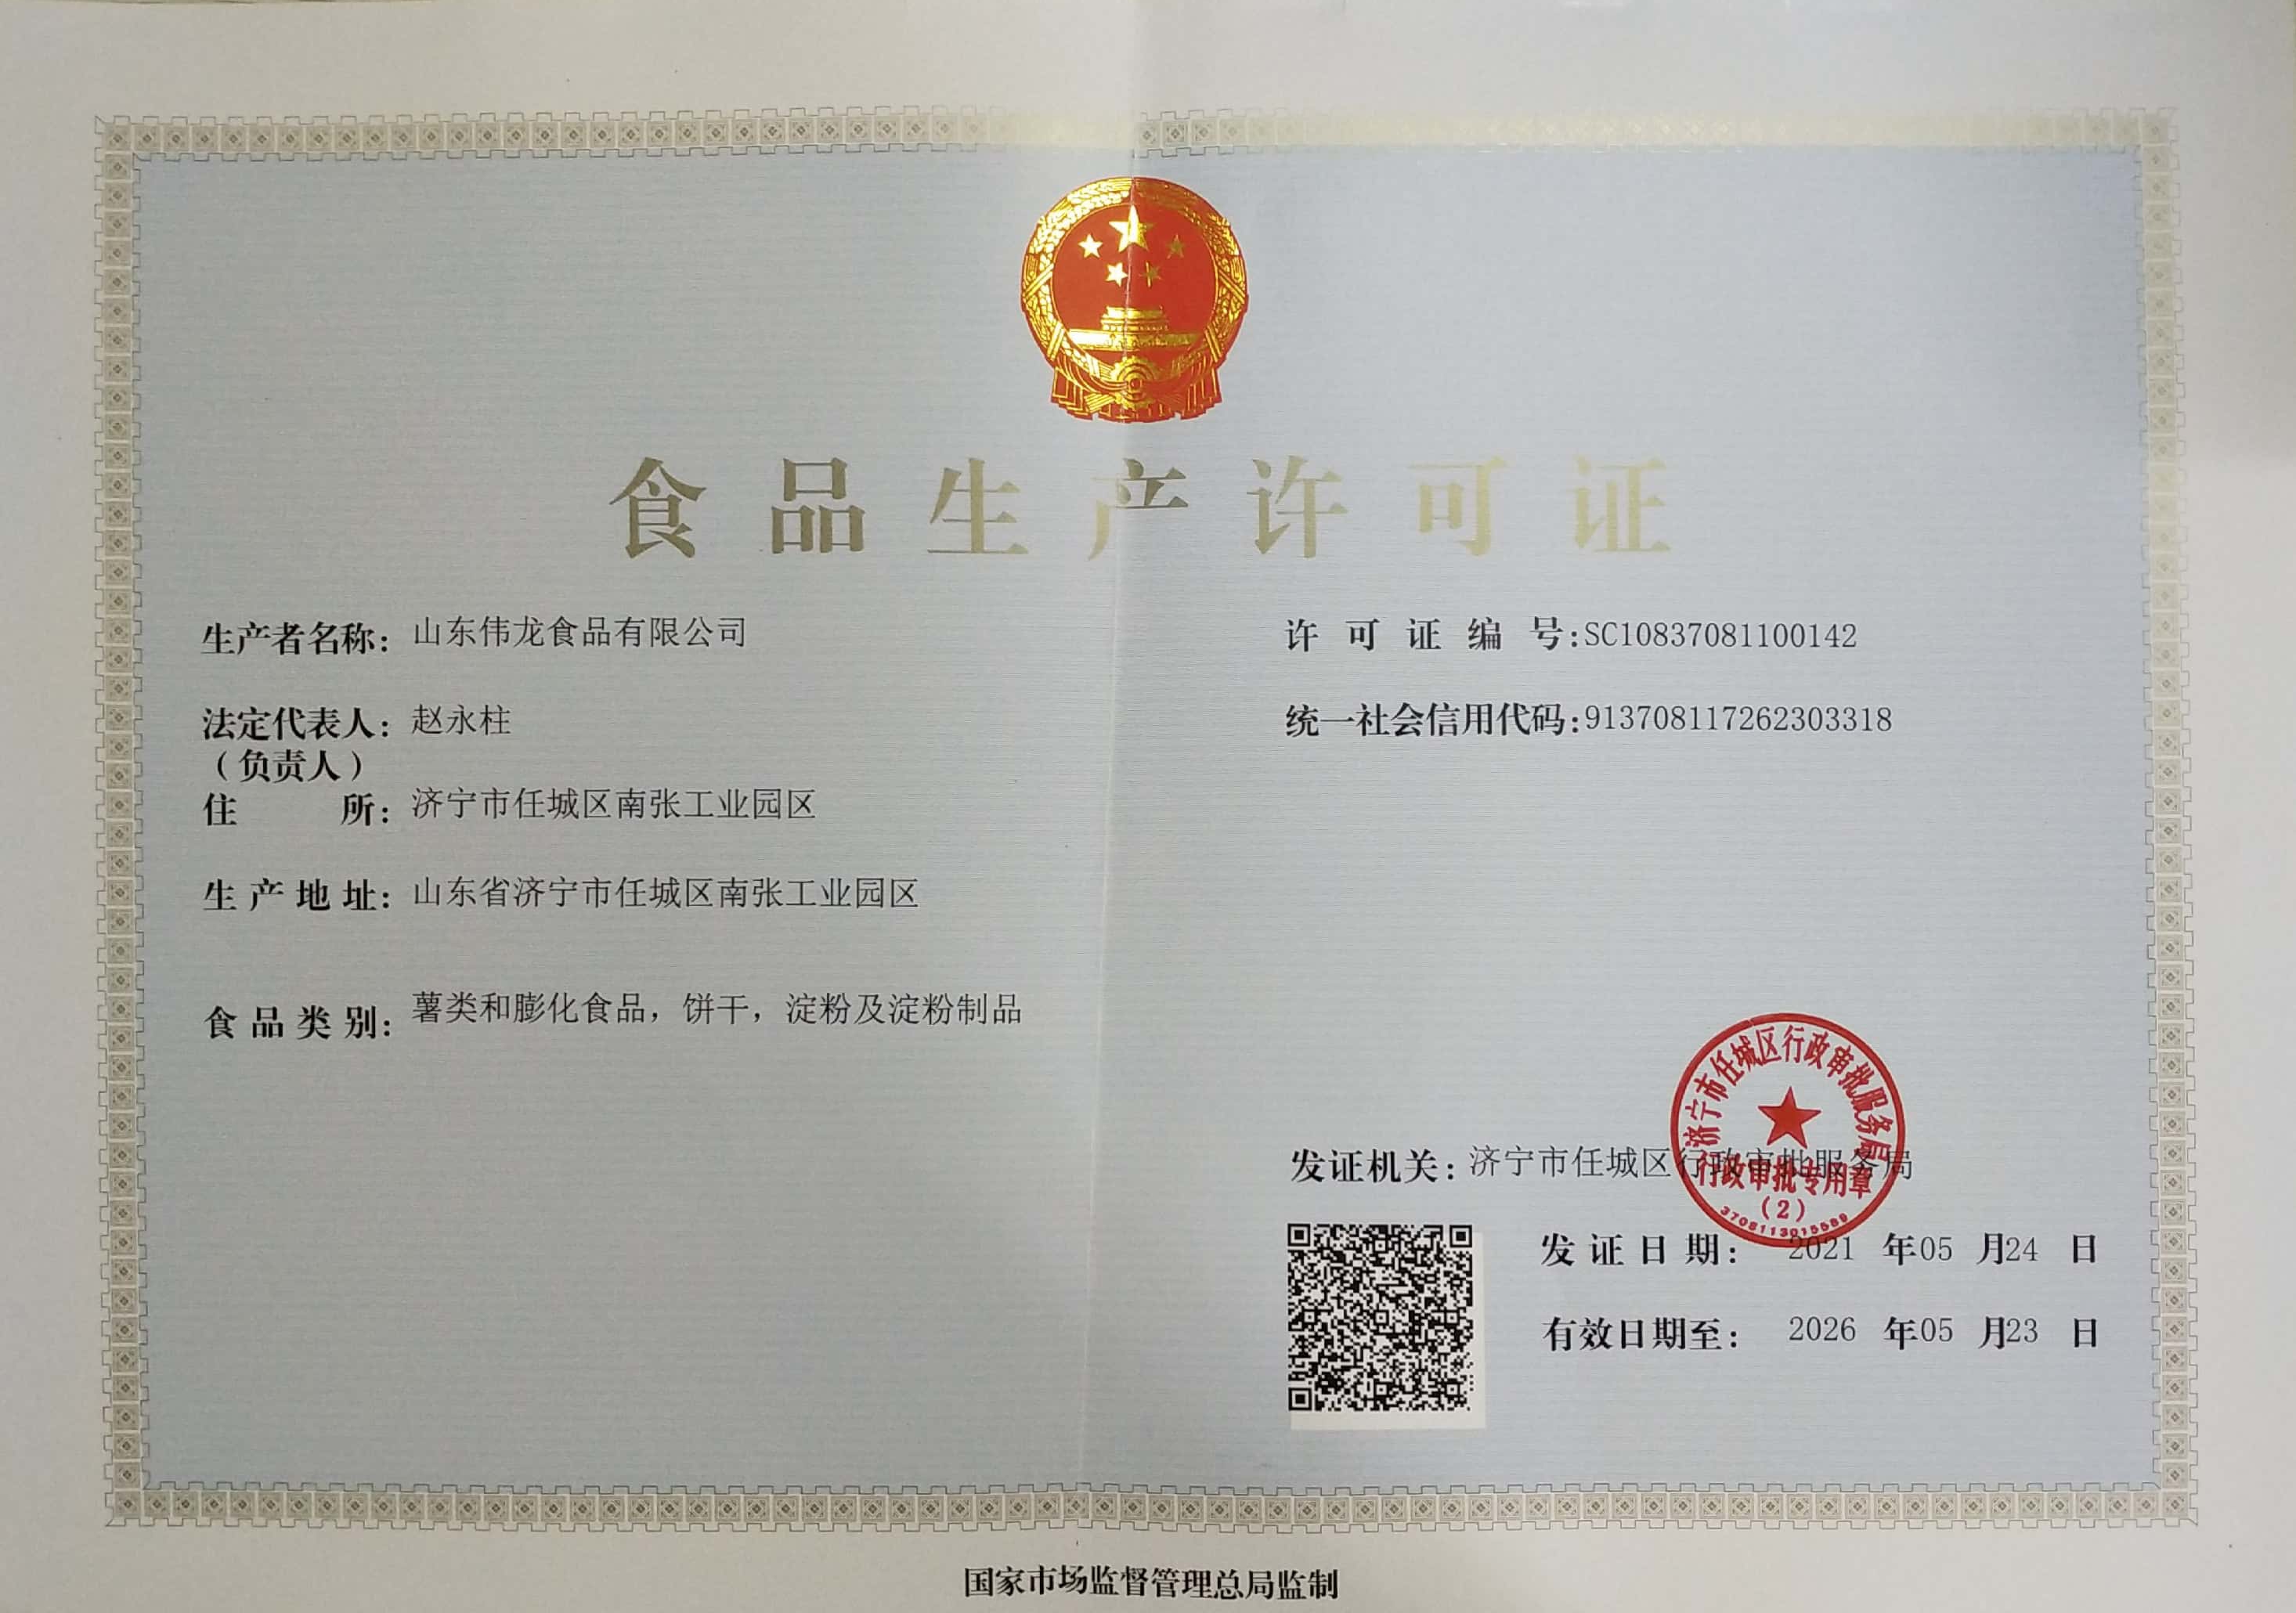 食品生产许可证
生产者名称：山东伟龙食品有限公司
许可证编号：SC10837081100142
法定代表人：赵永柱
（负责人）
统一社会信用代码：913708117262303318
住所：济宁市任城区南张工业园区
生产地址：山东省济宁市任城区南张工业园区
食品类别：薯类和膨化食品，饼干，淀粉及淀粉制品
发证机关：济宁市任城区行政审批服务局
济宁市任城区行政审批服务局
行政审批专用章
（2）
3708113015589
发证日期：2021年05月24日
有效日期至：2026年05月23日
国家市场监督管理总局监制